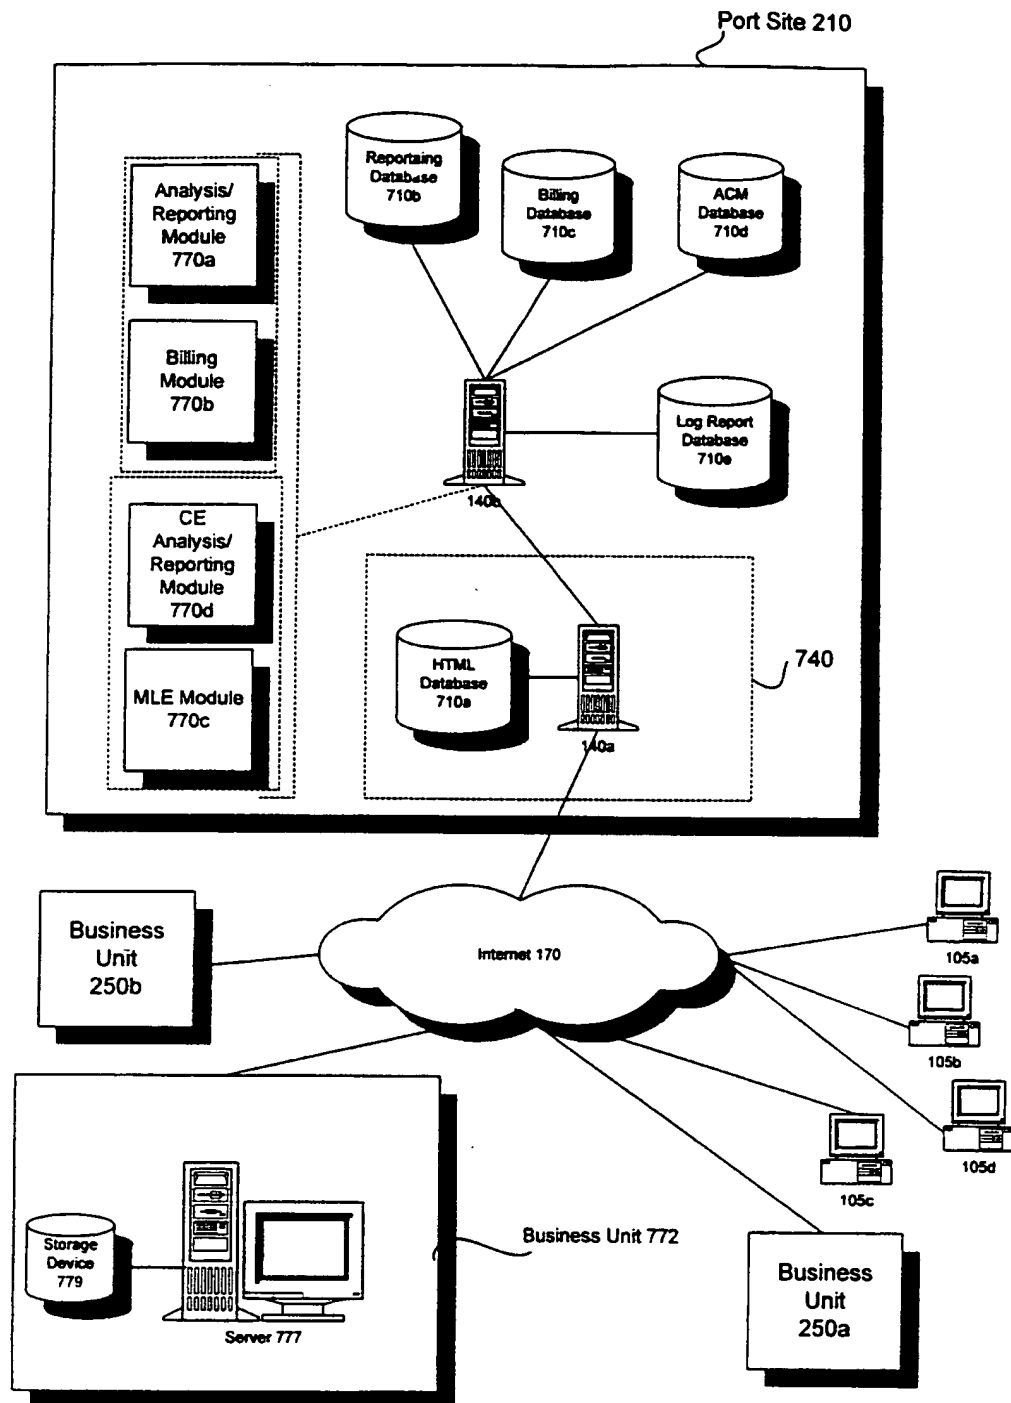 Port Site 210
Reportaing
Database
710b
Billing
Database
710c
ACM
Database
710d
Analysis/
Reporting
Module
770a
Billing
Module
770b
Log Report
Database
710e
140b
CE
Analysis/
Reporting
Module
770d
HTML
Database
710a
740
MLE Module
770c
140a
Business
Unit
250b
Internet 170
105a
105b
105d
105c
Storage
Device
779
Business Unit 772
Server 777
Business
Unit
250a